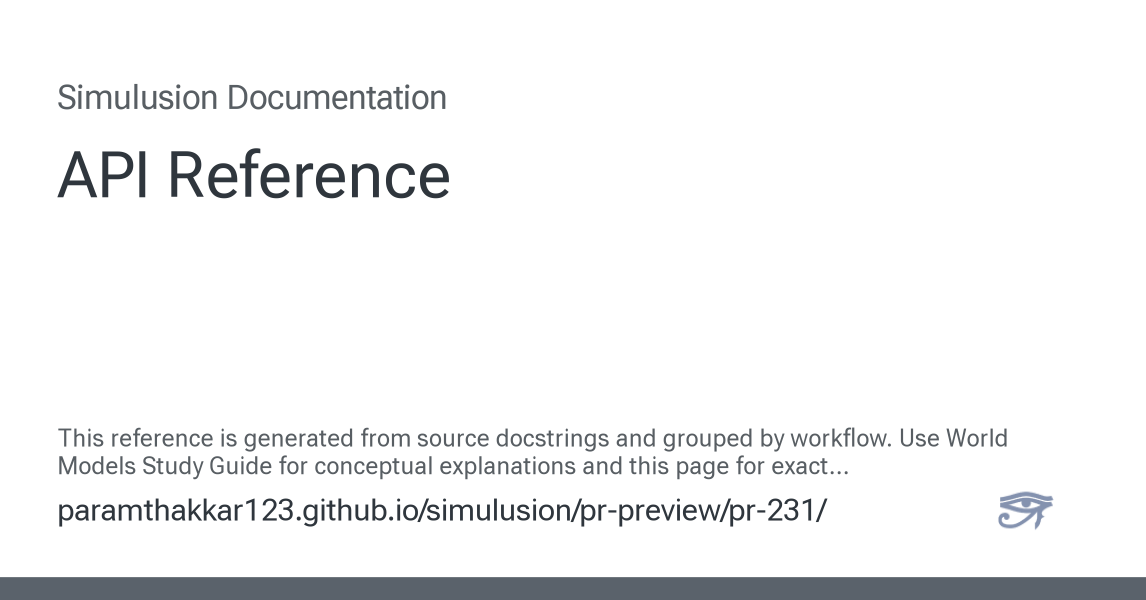 Simulusion Documentation
API Reference
This reference is generated from source docstrings and grouped by workflow. Use World
Models Study Guide for conceptual explanations and this page for exact...
paramthakkar123.github.io/simulusion/pr-preview/pr-231/